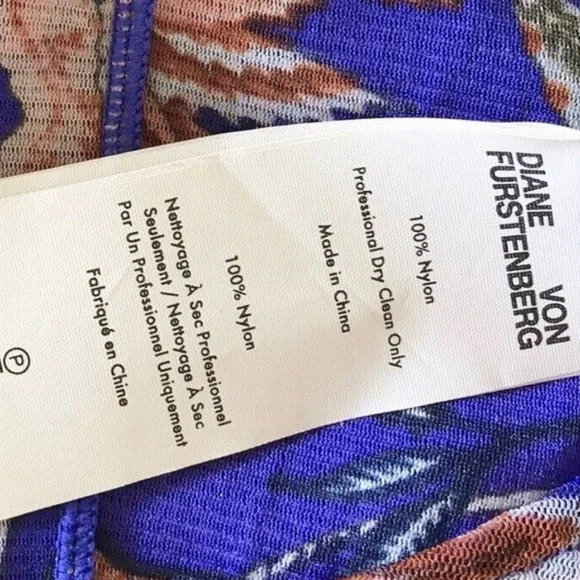 DIANE VON
FURSTENBERG
100% Nylon
Professional Dry Clean Only
Made in China
100% Nylon
Nettoyage À Sec Professionnel
Seulement / Nettoyage À Sec
Par Un Professionnel Uniquement
Fabriqué en Chine
P